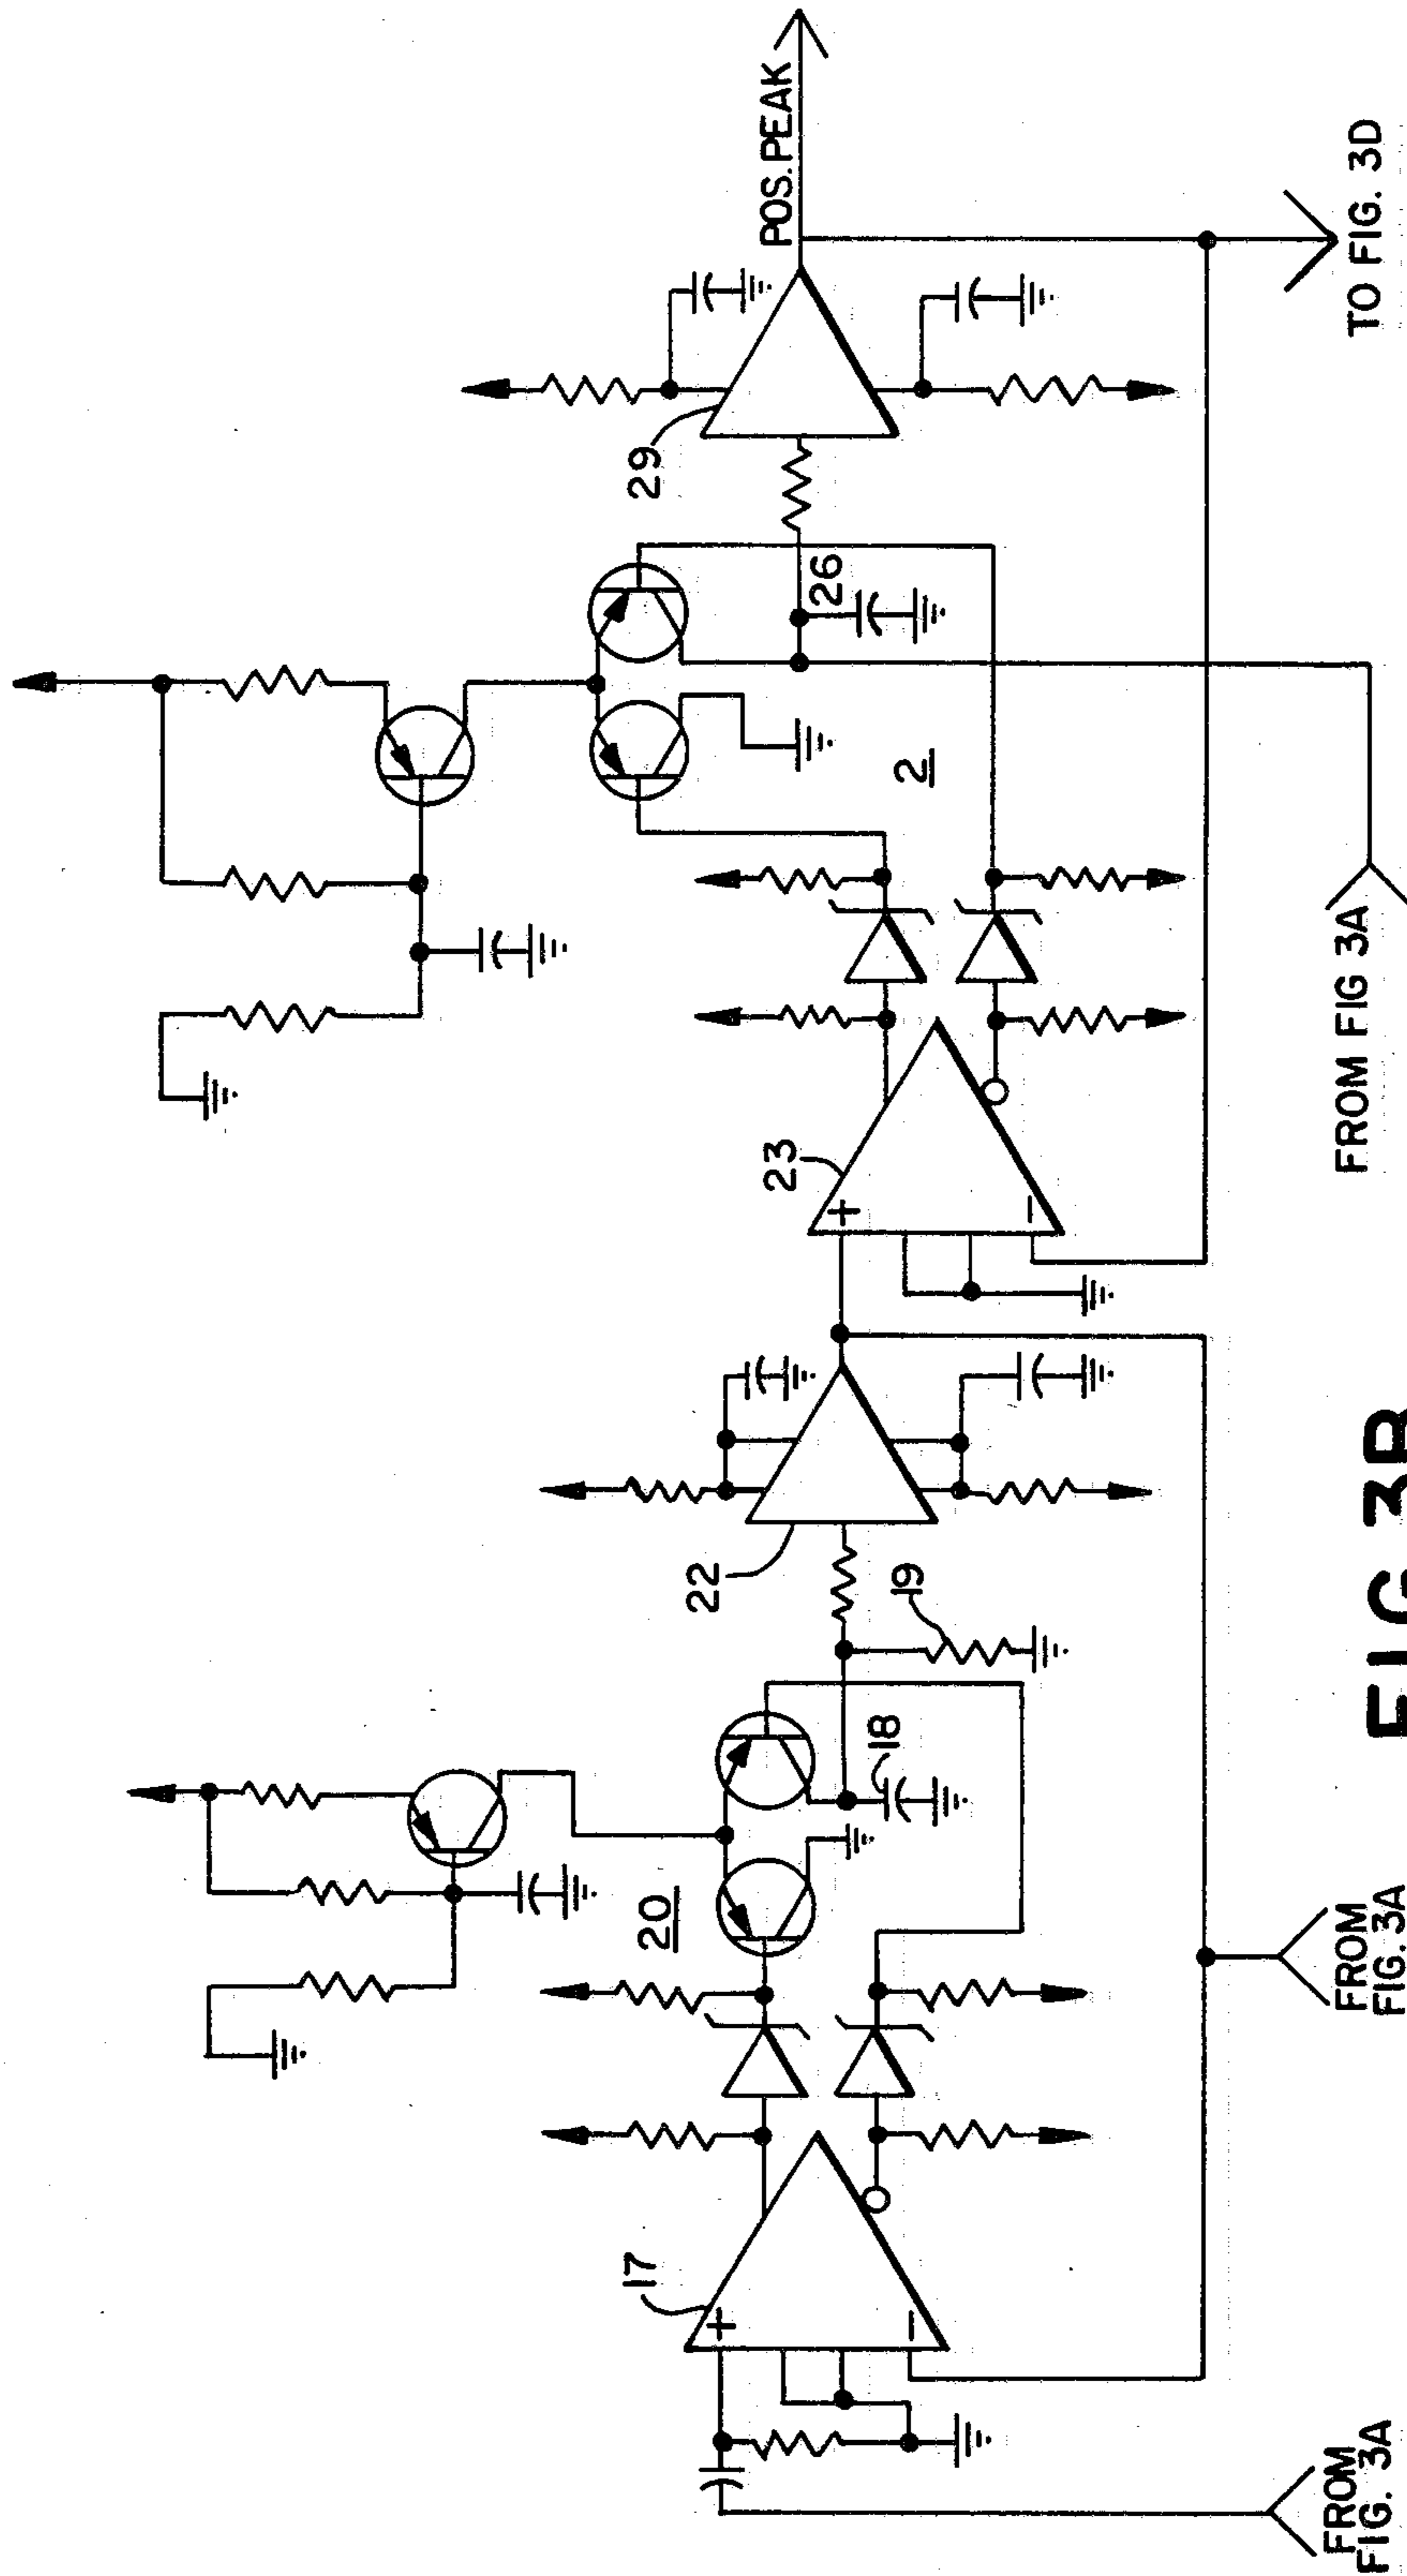 POS.PEAK
29
26
TO FIG. 3D
2
23
FROM FIG 3A
22
19
18
20
17
+
−
+
−
FROM
FIG. 3A
FROM
FIG. 3A
FIG 3B